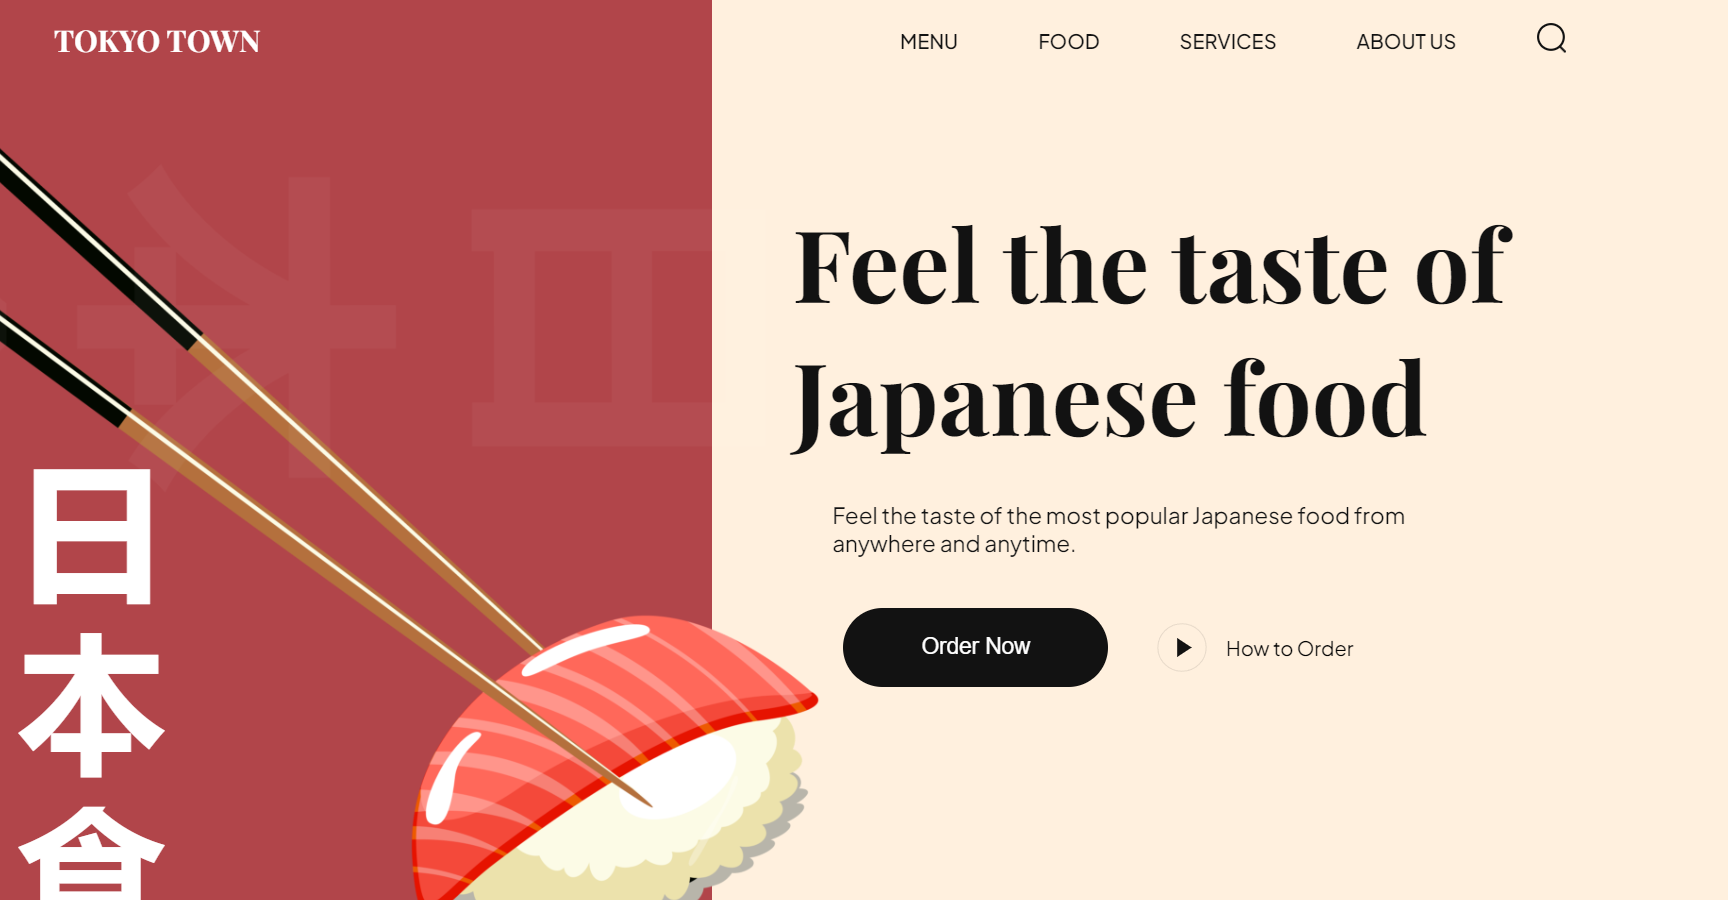 TOKYO TOWN
MENU FOOD SERVICES ABOUT US
Feel the taste of
Japanese food
Feel the taste of the most popular Japanese food from
anywhere and anytime.
Order Now
How to Order
日
本
食